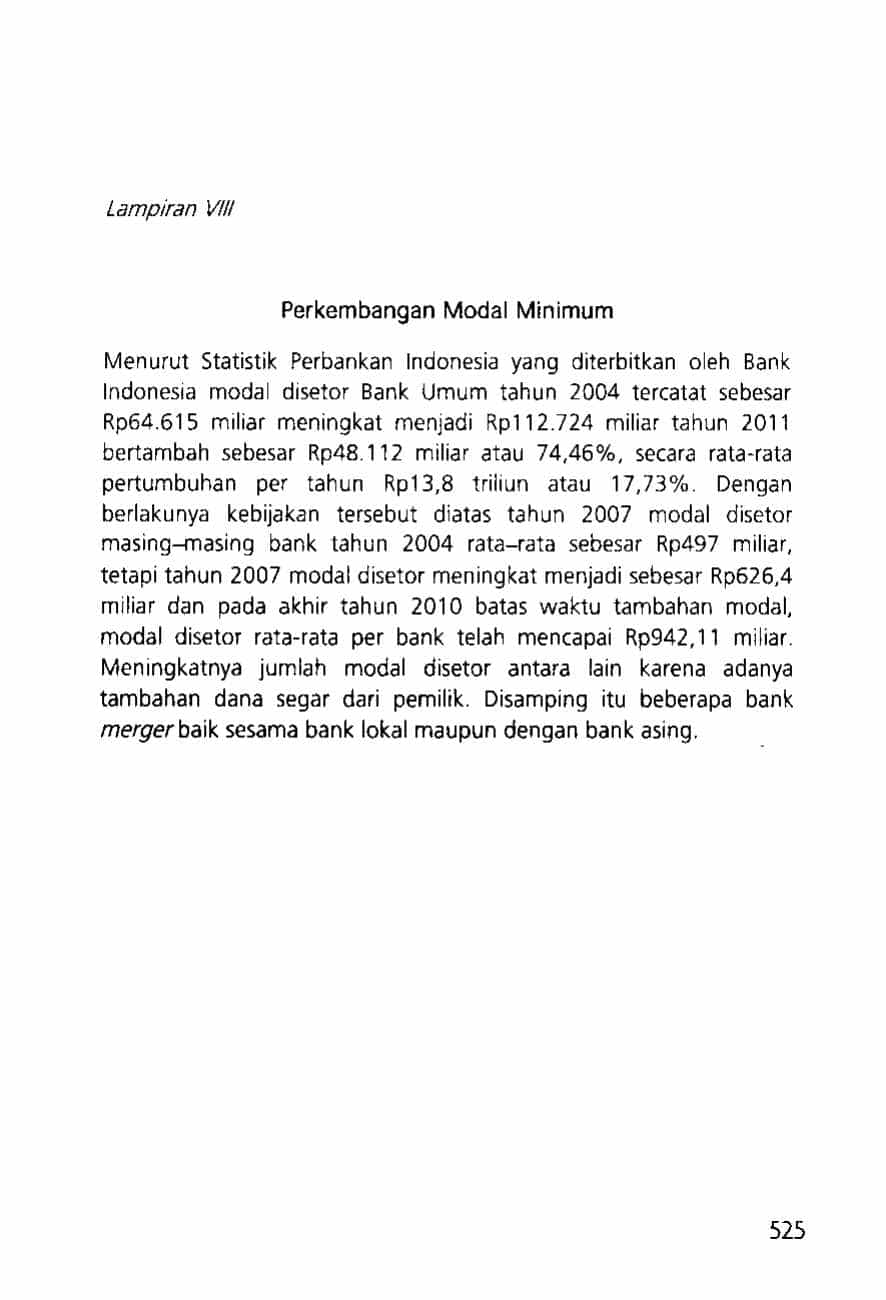 Lampiran VIII
Perkembangan Modal Minimum
Menurut Statistik Perbankan Indonesia yang diterbitkan oleh Bank
Indonesia modal disetor Bank Umum tahun 2004 tercatat sebesar
Rp64.615 miliar meningkat menjadi Rp112.724 miliar tahun 2011
bertambah sebesar Rp48.112 miliar atau 74,46%, secara rata-rata
pertumbuhan per tahun Rp13,8 triliun atau 17,73%. Dengan
berlakunya kebijakan tersebut diatas tahun 2007 modal disetor
masing–masing bank tahun 2004 rata–rata sebesar Rp497 miliar,
tetapi tahun 2007 modal disetor meningkat menjadi sebesar Rp626,4
miliar dan pada akhir tahun 2010 batas waktu tambahan modal,
modal disetor rata-rata per bank telah mencapai Rp942,11 miliar.
Meningkatnya jumlah modal disetor antara lain karena adanya
tambahan dana segar dari pemilik. Disamping itu beberapa bank
merger baik sesama bank lokal maupun dengan bank asing.
525